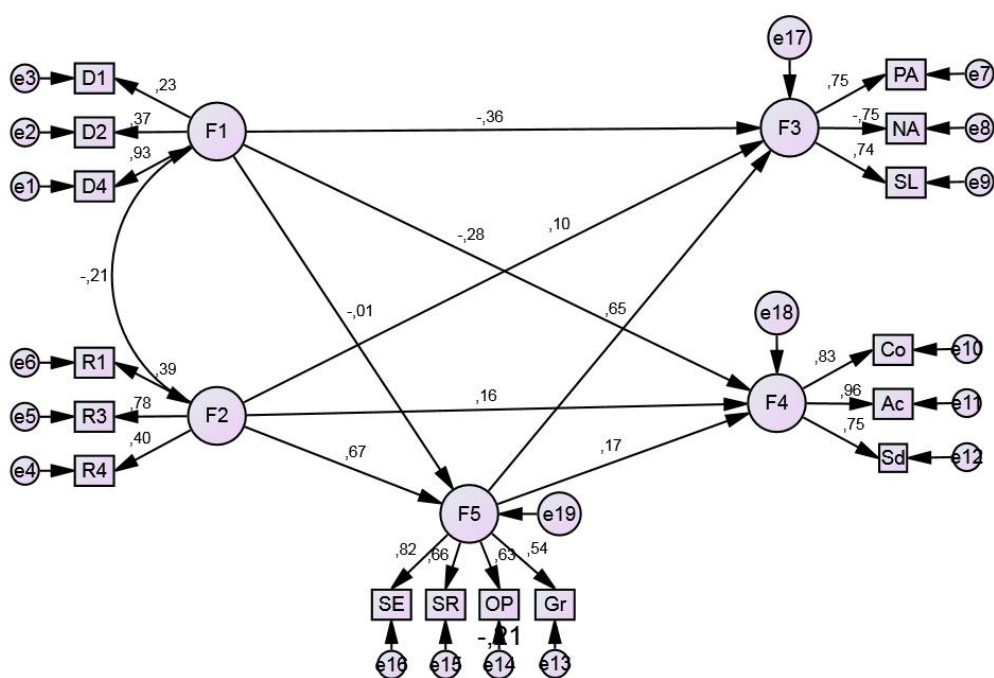 e17
e3
D1
,23
,75
PA
e7
e2
D2
,37
F1
-,36
F3
-,75
NA
e8
e1
D4
,93
,74
SL
e9
-,28
,10
-,21
-,01
,65
e18
e6
R1
,39
,83
Co
e10
e5
R3
,78
F2
,16
F4
,96
Ac
e11
e4
R4
,40
,75
Sd
e12
,67
,17
F5
e19
,82
,66
,63
,54
SE
SR
OP
Gr
-,21
e16
e15
e14
e13